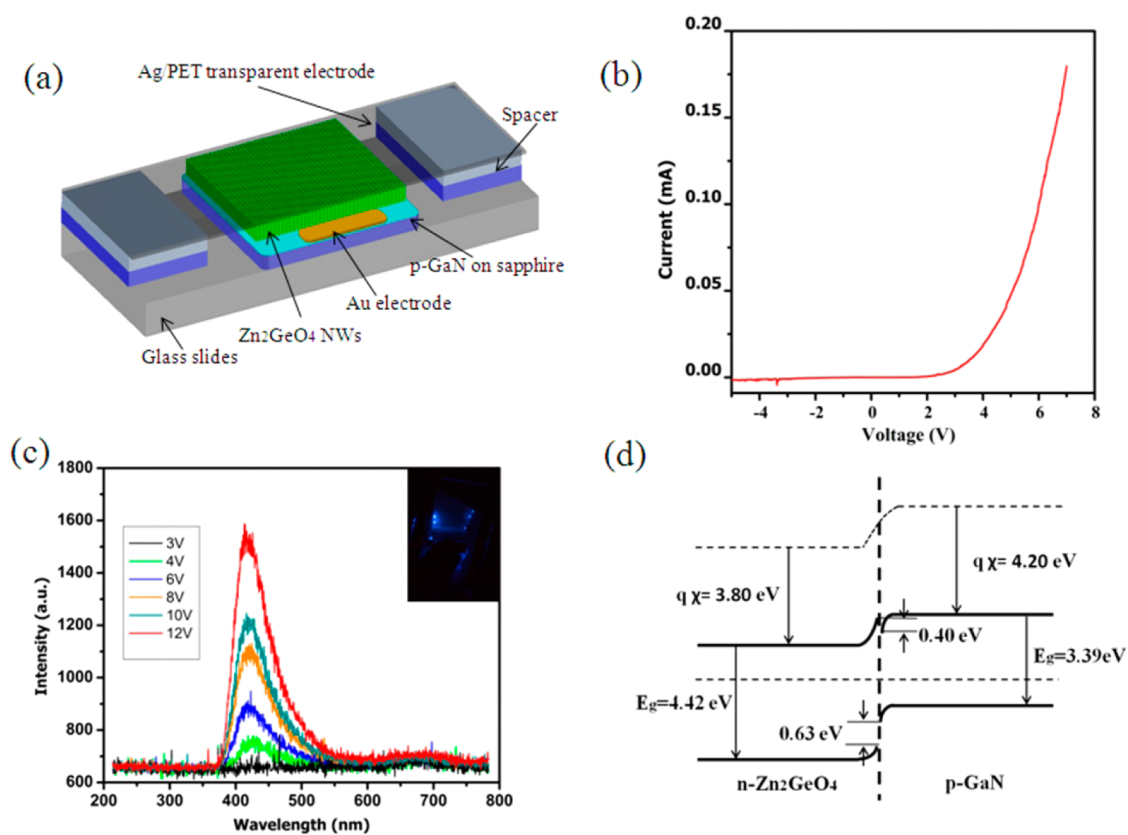 (a)
Ag/PET transparent electrode
Spacer
p-GaN on sapphire
Au electrode
Zn2GeO4 NWs
Glass slides
(b)
0.20
0.15
0.10
0.05
0.00
Current (mA)
-4 -2 0 2 4 6 8
Voltage (V)
(c)
1800
1600
1400
1200
1000
800
600
Intensity (a.u.)
3V
4V
6V
8V
10V
12V
200 300 400 500 600 700 800
Wavelength (nm)
(d)
q χ= 3.80 eV
q χ= 4.20 eV
0.40 eV
Eg=3.39eV
Eg=4.42 eV
0.63 eV
n-Zn2GeO4
p-GaN